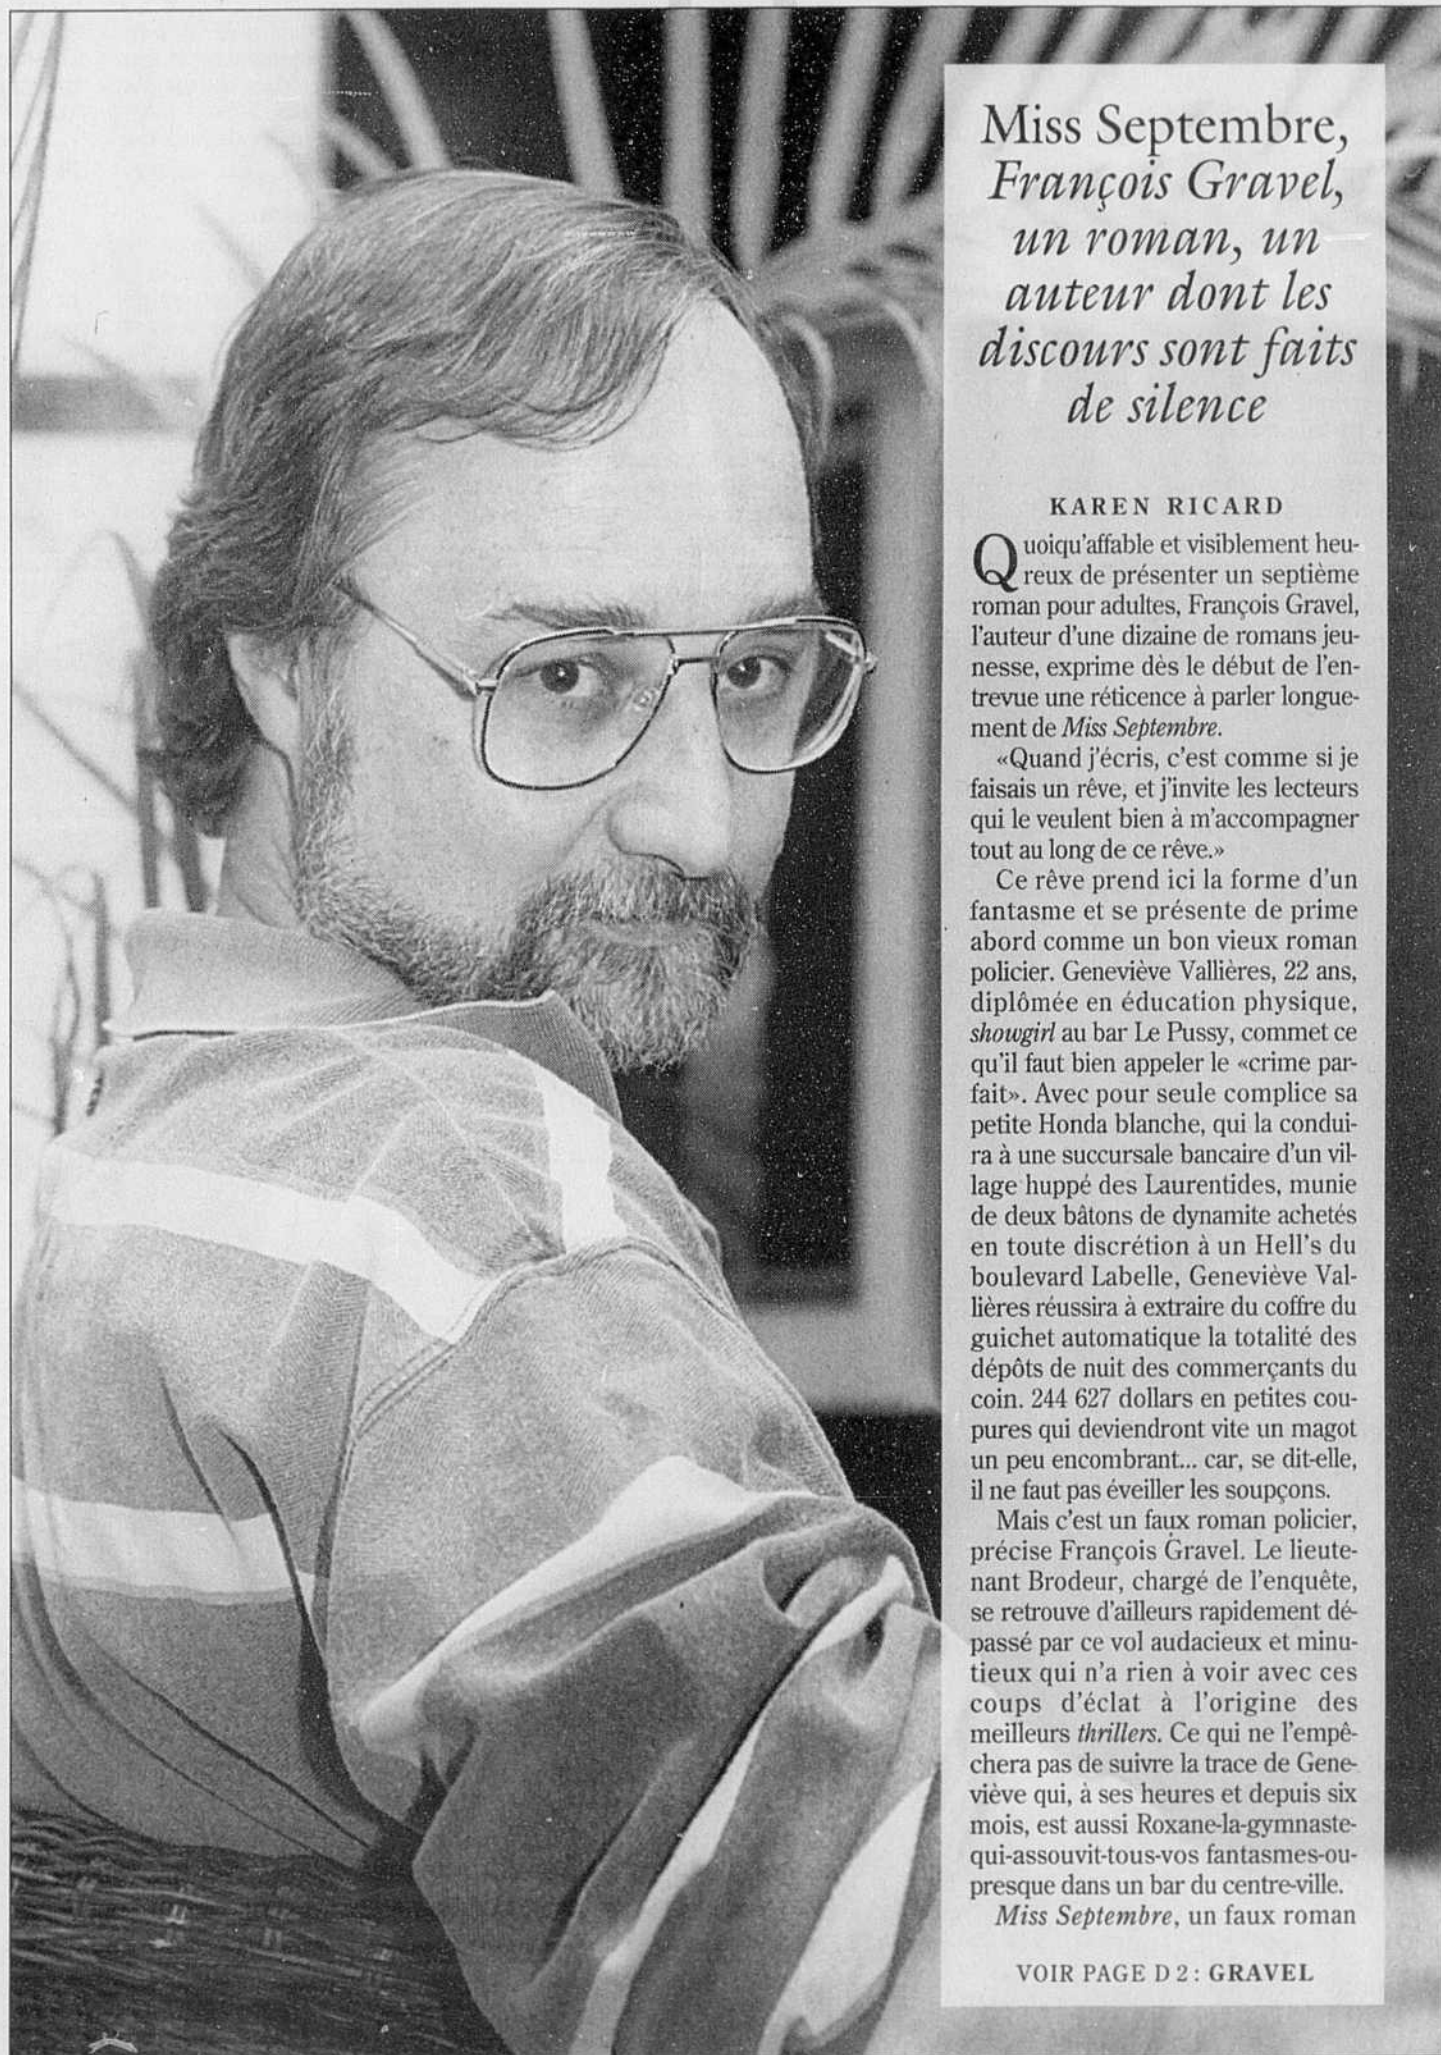 Miss Septembre,
François Gravel,
un roman, un
auteur dont les
discours sont faits
de silence
KAREN RICARD
Quoiqu'affable et visiblement heu-
reux de présenter un septième
roman pour adultes, François Gravel,
l'auteur d'une dizaine de romans jeu-
nesse, exprime dès le début de l'en-
trevue une réticence à parler longue-
ment de Miss Septembre.
«Quand j'écris, c'est comme si je
faisais un rêve, et j'invite les lecteurs
qui le veulent bien à m'accompagner
tout au long de ce rêve.»
Ce rêve prend ici la forme d'un
fantasme et se présente de prime
abord comme un bon vieux roman
policier. Geneviève Vallières, 22 ans,
diplômée en éducation physique,
showgirl au bar Le Pussy, commet ce
qu'il faut bien appeler le «crime par-
fait». Avec pour seule complice sa
petite Honda blanche, qui la condui-
ra à une succursale bancaire d'un vil-
lage huppé des Laurentides, munie
de deux bâtons de dynamite achetés
en toute discrétion à un Hell's du
boulevard Labelle, Geneviève Val-
lières réussira à extraire du coffre du
guichet automatique la totalité des
dépôts de nuit des commerçants du
coin. 244 627 dollars en petites cou-
pures qui deviendront vite un magot
un peu encombrant... car, se dit-elle,
il ne faut pas éveiller les soupçons.
Mais c'est un faux roman policier,
précise François Gravel. Le lieute-
nant Brodeur, chargé de l'enquête,
se retrouve d'ailleurs rapidement dé-
passé par ce vol audacieux et minu-
tieux qui n'a rien à voir avec ces
coups d'éclat à l'origine des
meilleurs thrillers. Ce qui ne l'empê-
chera pas de suivre la trace de Gene-
viève qui, à ses heures et depuis six
mois, est aussi Roxane-la-gymnaste-
qui-assouvit-tous-vos fantasmes-ou-
presque dans un bar du centre-ville.
Miss Septembre, un faux roman
VOIR PAGE D 2 : GRAVEL